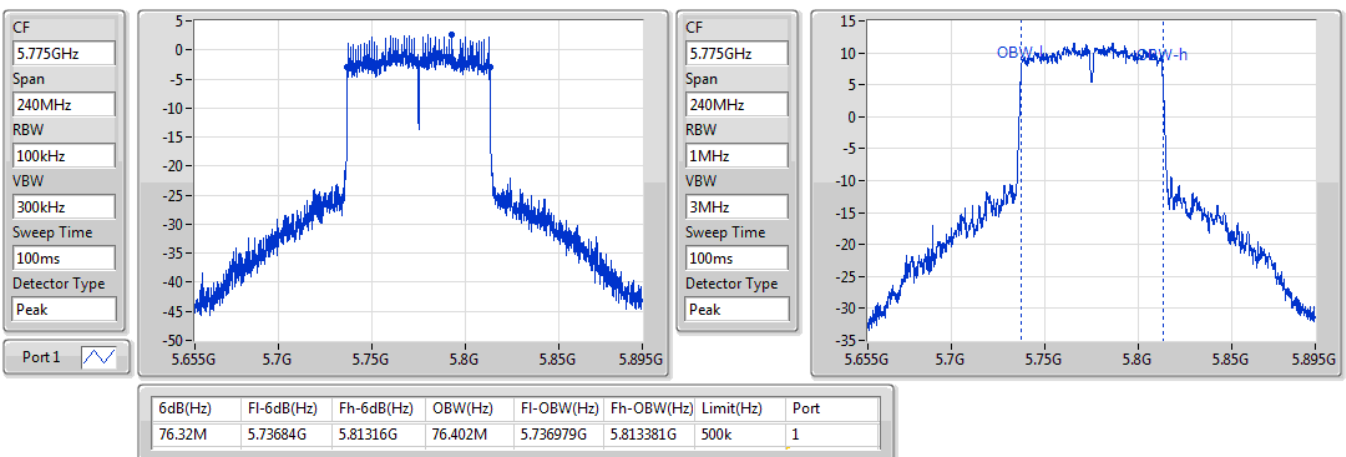 CF
5.775GHz
Span
240MHz
RBW
100kHz
VBW
300kHz
Sweep Time
100ms
Detector Type
Peak
Port 1
5
0
-5
-10
-15
-20
-25
-30
-35
-40
-45
-50
5.655G 5.7G 5.75G 5.8G 5.85G 5.895G
CF
5.775GHz
Span
240MHz
RBW
1MHz
VBW
3MHz
Sweep Time
100ms
Detector Type
Peak
15
10
5
0
-5
-10
-15
-20
-25
-30
-35
OBW-l OBW-h
5.655G 5.7G 5.75G 5.8G 5.85G 5.895G
6dB(Hz) Fl-6dB(Hz) Fh-6dB(Hz) OBW(Hz) Fl-OBW(Hz) Fh-OBW(Hz) Limit(Hz) Port
76.32M 5.73684G 5.81316G 76.402M 5.736979G 5.813381G 500k 1